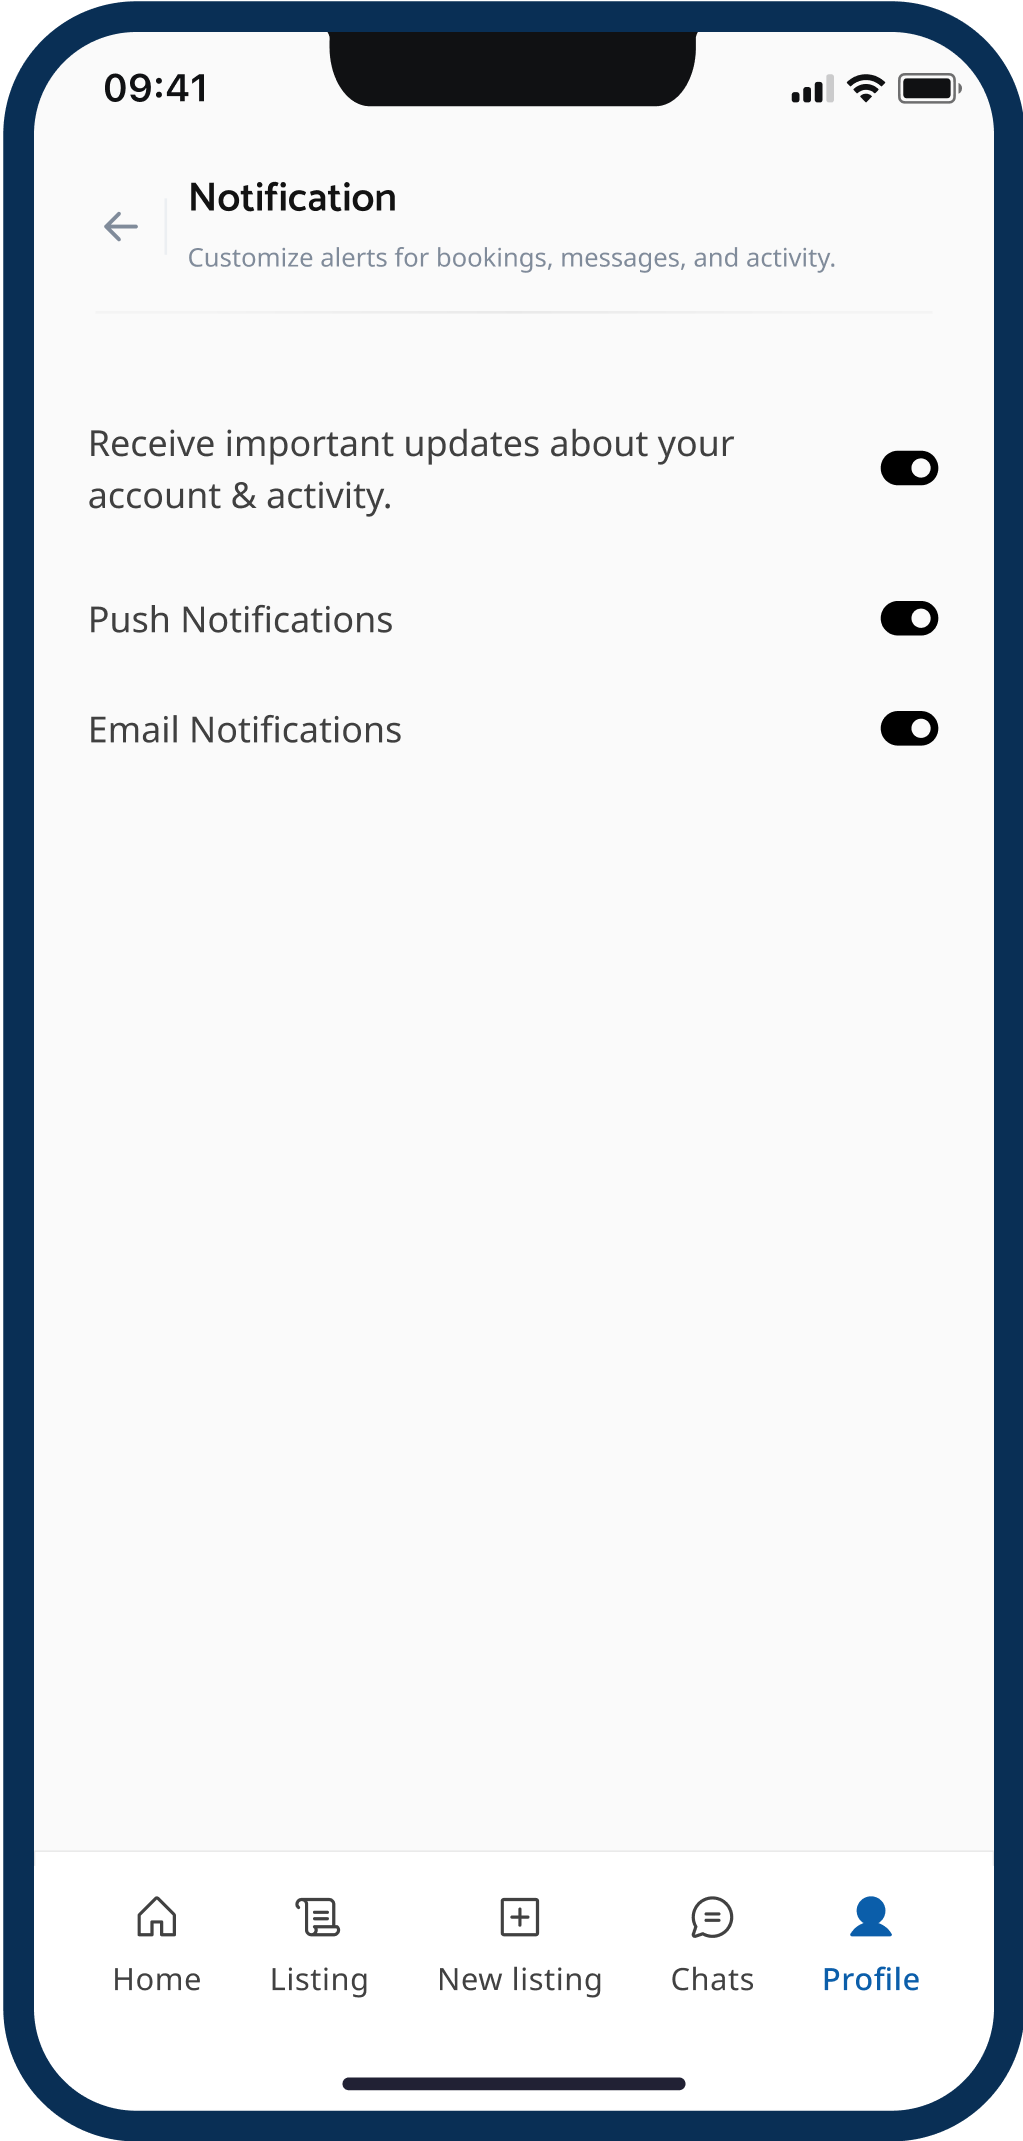 09:41
Notification
Customize alerts for bookings, messages, and activity.
Receive important updates about your
account & activity.
Push Notifications
Email Notifications
Home
Listing
New listing
Chats
Profile